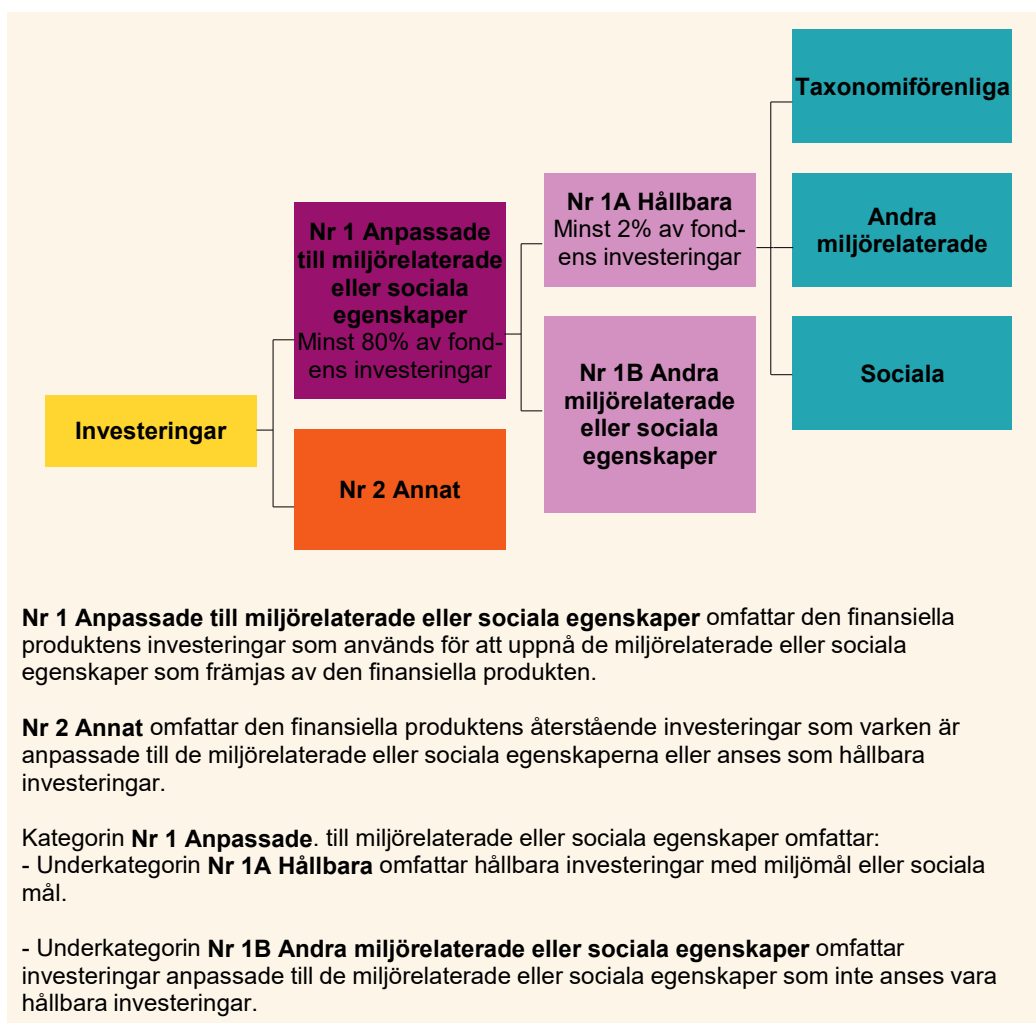 Taxonomiförenliga
Nr 1A Hållbara
Minst 2% av fond-
ens investeringar
Andra
miljörelaterade
Nr 1 Anpassade
till miljörelaterade
eller sociala
egenskaper
Minst 80% av fond-
ens investeringar
Sociala
Nr 1B Andra
miljörelaterade
eller sociala
egenskaper
Investeringar
Nr 2 Annat
Nr 1 Anpassade till miljörelaterade eller sociala egenskaper omfattar den finansiella
produktens investeringar som används för att uppnå de miljörelaterade eller sociala
egenskaper som främjas av den finansiella produkten.
Nr 2 Annat omfattar den finansiella produktens återstående investeringar som varken är
anpassade till de miljörelaterade eller sociala egenskaperna eller anses som hållbara
investeringar.
Kategorin Nr 1 Anpassade. till miljörelaterade eller sociala egenskaper omfattar:
- Underkategorin Nr 1A Hållbara omfattar hållbara investeringar med miljömål eller sociala
mål.
- Underkategorin Nr 1B Andra miljörelaterade eller sociala egenskaper omfattar
investeringar anpassade till de miljörelaterade eller sociala egenskaper som inte anses vara
hållbara investeringar.